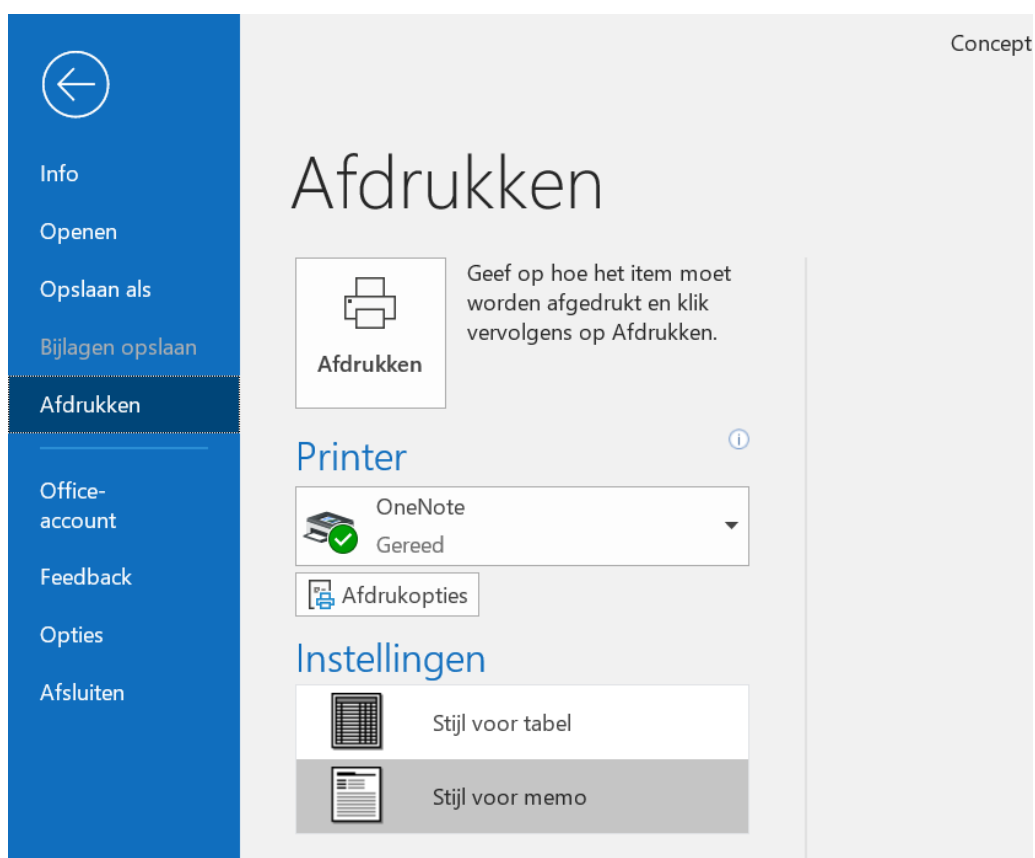 Concept
Info
Openen
Opslaan als
Bijlagen opslaan
Afdrukken
Office-
account
Feedback
Opties
Afsluiten
Afdrukken
Afdrukken
Geef op hoe het item moet
worden afgedrukt en klik
vervolgens op Afdrukken.
Printer
OneNote
Gereed
Afdrukopties
Instellingen
Stijl voor tabel
Stijl voor memo